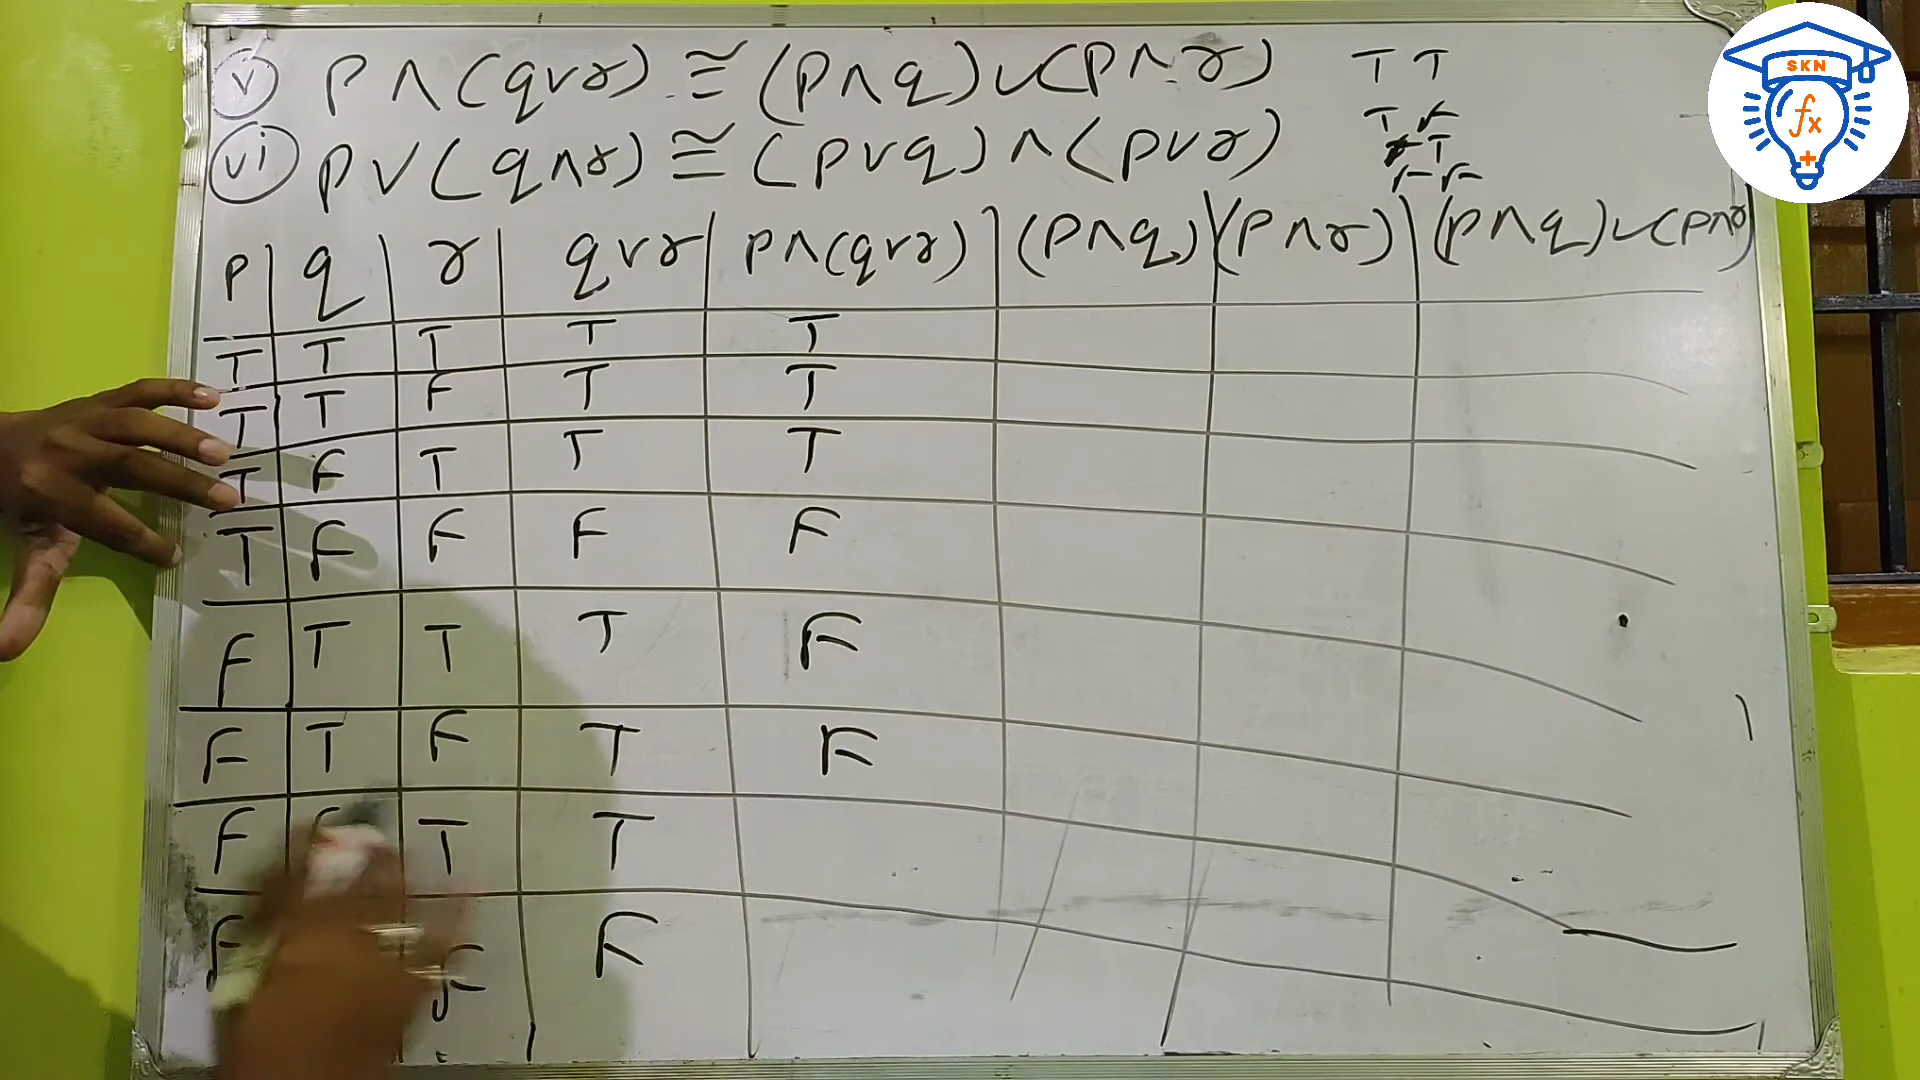 v) p ∧ (q ∨ r) ≅ (p ∧ q) ∨ (p ∧ r) T T
T F
vi) p ∨ (q ∧ r) ≅ (p ∨ q) ∧ (p ∨ r) F T
F F
p q r q ∨ r p ∧ (q ∨ r) (p ∧ q) (p ∧ r) (p ∧ q) ∨ (p ∧ r)
T T T T T
T T F T T
T F T T T
T F F F F
F T T T F
F T F T F
F T T
F F F
SKN
fx
+